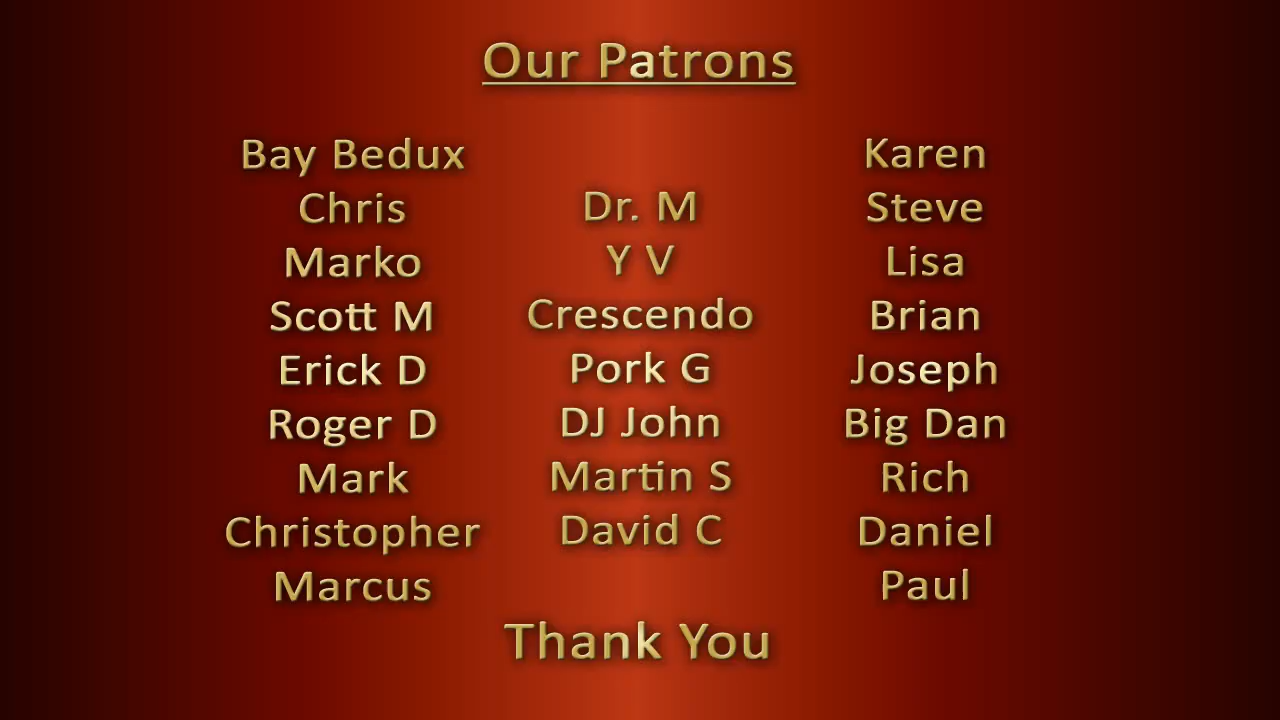 Our Patrons
Bay Bedux
Chris
Marko
Scott M
Erick D
Roger D
Mark
Christopher
Marcus
Dr. M
Y V
Crescendo
Pork G
DJ John
Martin S
David C
Karen
Steve
Lisa
Brian
Joseph
Big Dan
Rich
Daniel
Paul
Thank You